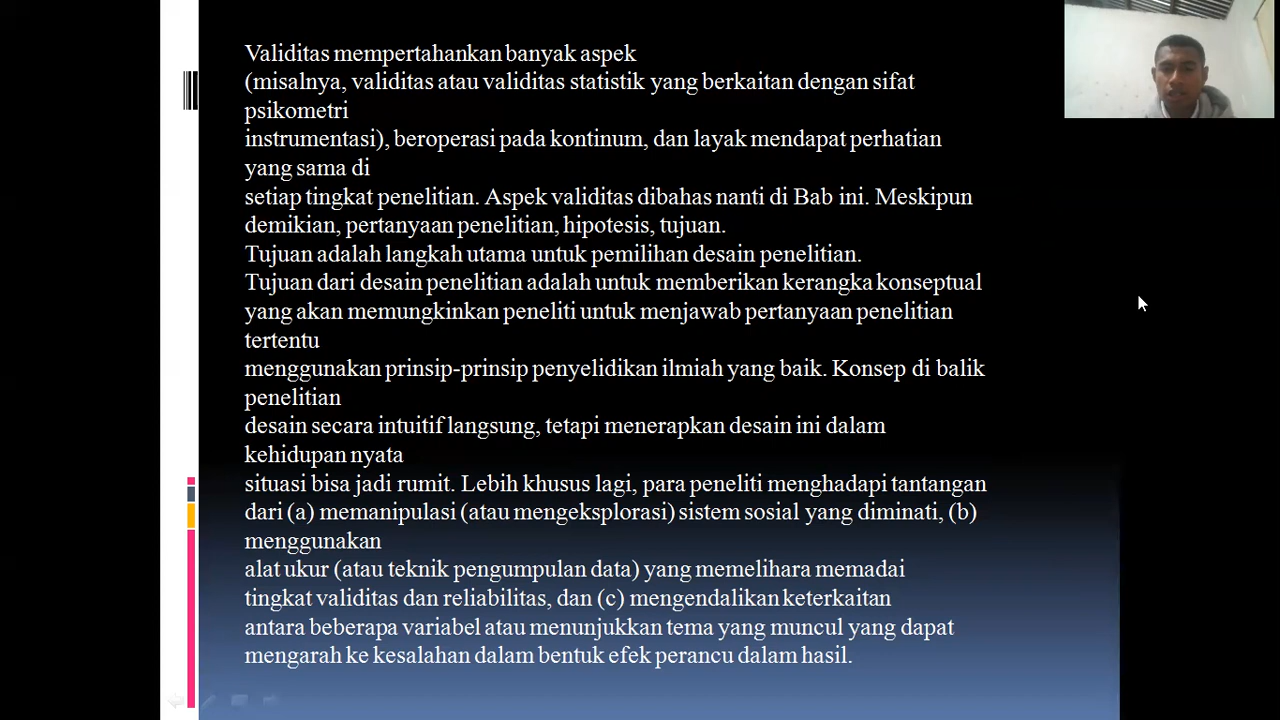 Validitas mempertahankan banyak aspek
(misalnya, validitas atau validitas statistik yang berkaitan dengan sifat
psikometri
instrumentasi), beroperasi pada kontinum, dan layak mendapat perhatian
yang sama di
setiap tingkat penelitian. Aspek validitas dibahas nanti di Bab ini. Meskipun
demikian, pertanyaan penelitian, hipotesis, tujuan.
Tujuan adalah langkah utama untuk pemilihan desain penelitian.
Tujuan dari desain penelitian adalah untuk memberikan kerangka konseptual
yang akan memungkinkan peneliti untuk menjawab pertanyaan penelitian
tertentu
menggunakan prinsip-prinsip penyelidikan ilmiah yang baik. Konsep di balik
penelitian
desain secara intuitif langsung, tetapi menerapkan desain ini dalam
kehidupan nyata
situasi bisa jadi rumit. Lebih khusus lagi, para peneliti menghadapi tantangan
dari (a) memanipulasi (atau mengeksplorasi) sistem sosial yang diminati, (b)
menggunakan
alat ukur (atau teknik pengumpulan data) yang memelihara memadai
tingkat validitas dan reliabilitas, dan (c) mengendalikan keterkaitan
antara beberapa variabel atau menunjukkan tema yang muncul yang dapat
mengarah ke kesalahan dalam bentuk efek perancu dalam hasil.